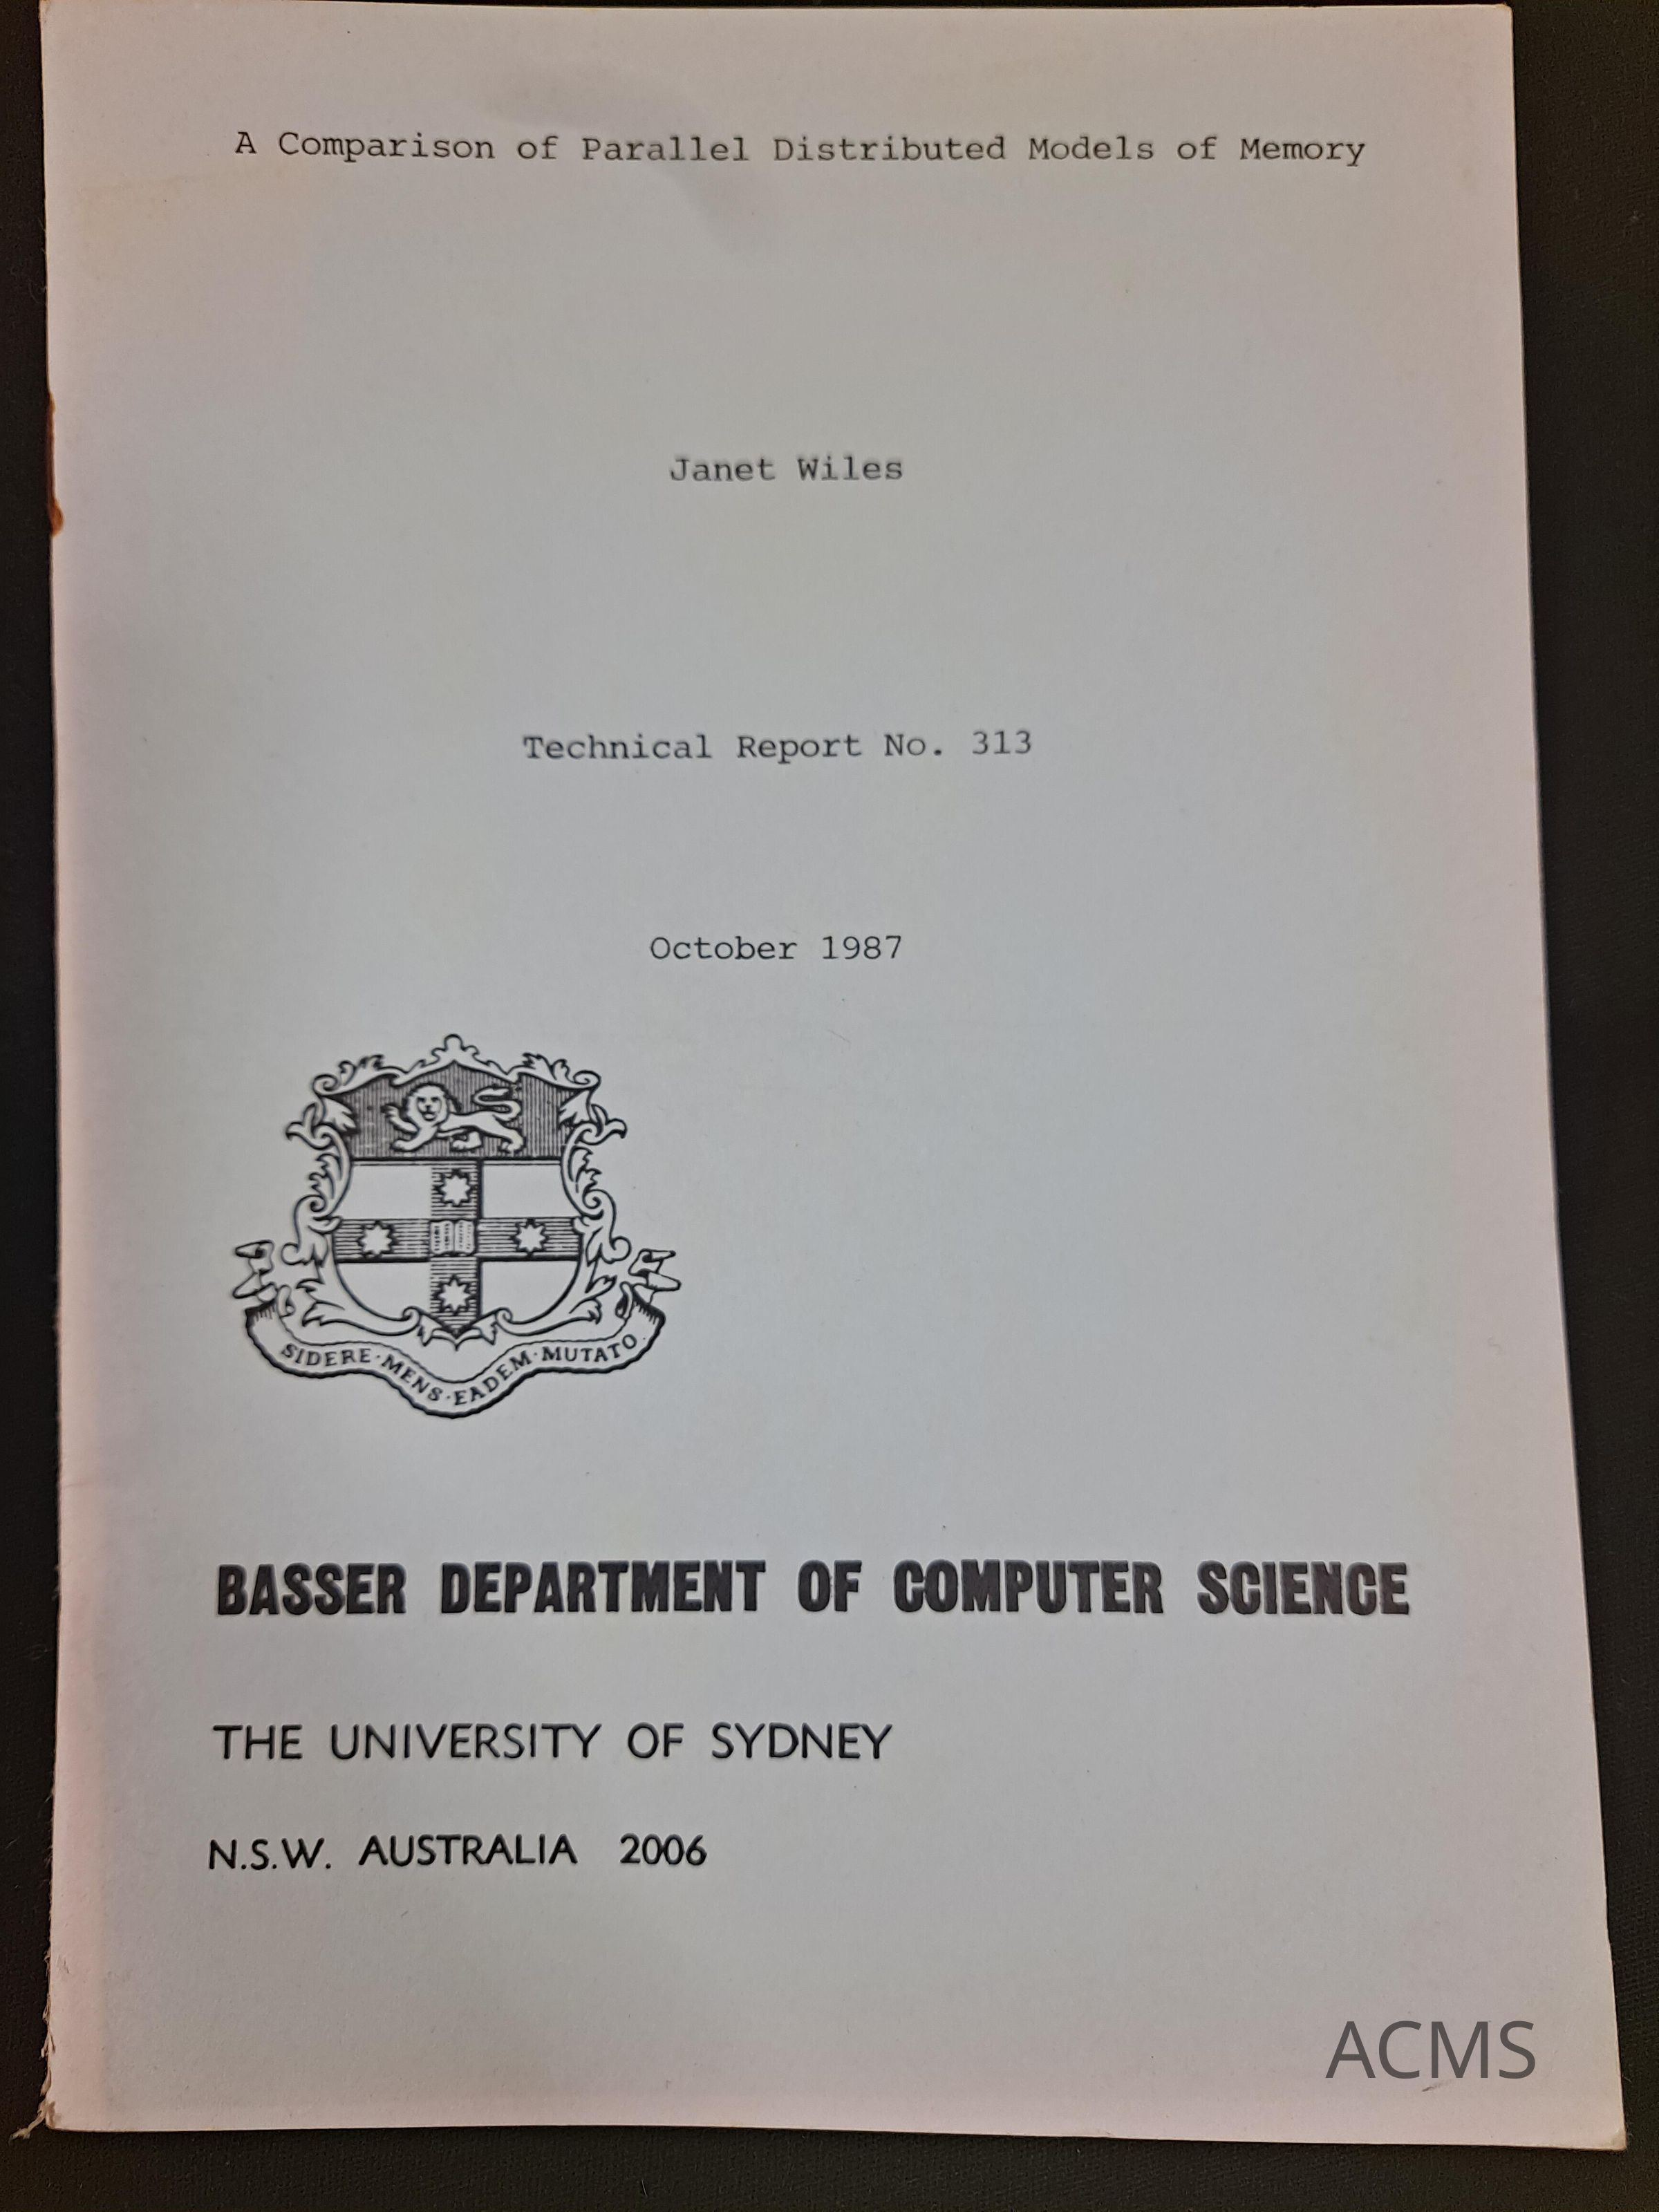 A Comparison of Parallel Distributed Models of Memory
Janet Wiles
Technical Report No. 313
October 1987
SIDERE·MENS·EADEM·MUTATO
BASSER DEPARTMENT OF COMPUTER SCIENCE
THE UNIVERSITY OF SYDNEY
N.S.W. AUSTRALIA 2006
ACMS